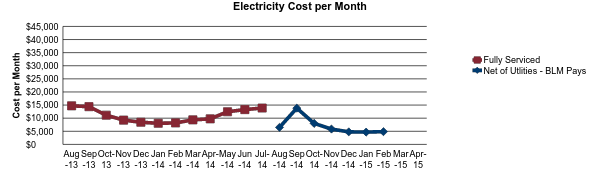 Electricity Cost per Month
Cost per Month
$45,000
$40,000
$35,000
$30,000
$25,000
$20,000
$15,000
$10,000
$5,000
$0
Aug Sep Oct- Nov Dec Jan Feb Mar Apr- May Jun Jul- Aug Sep Oct- Nov Dec Jan Feb Mar Apr-
-13 -13 13 -13 -13 -14 -14 -14 14 -14 -14 14 -14 -14 14 -14 -14 -15 -15 -15 15
Fully Serviced
Net of Utlities - BLM Pays